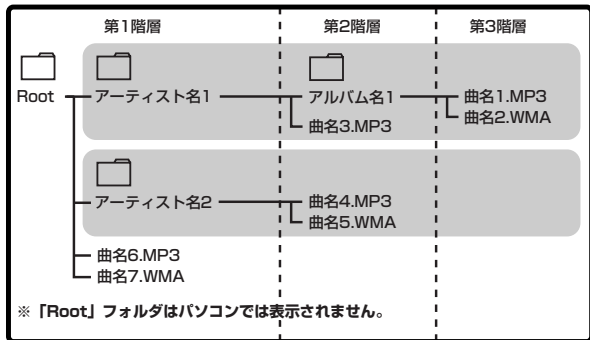 第1階層 第2階層 第3階層
Root アーティスト名1 アルバム名1 曲名1.MP3
曲名2.WMA
曲名3.MP3
アーティスト名2 曲名4.MP3
曲名5.WMA
曲名6.MP3
曲名7.WMA
※「Root」フォルダはパソコンでは表示されません。